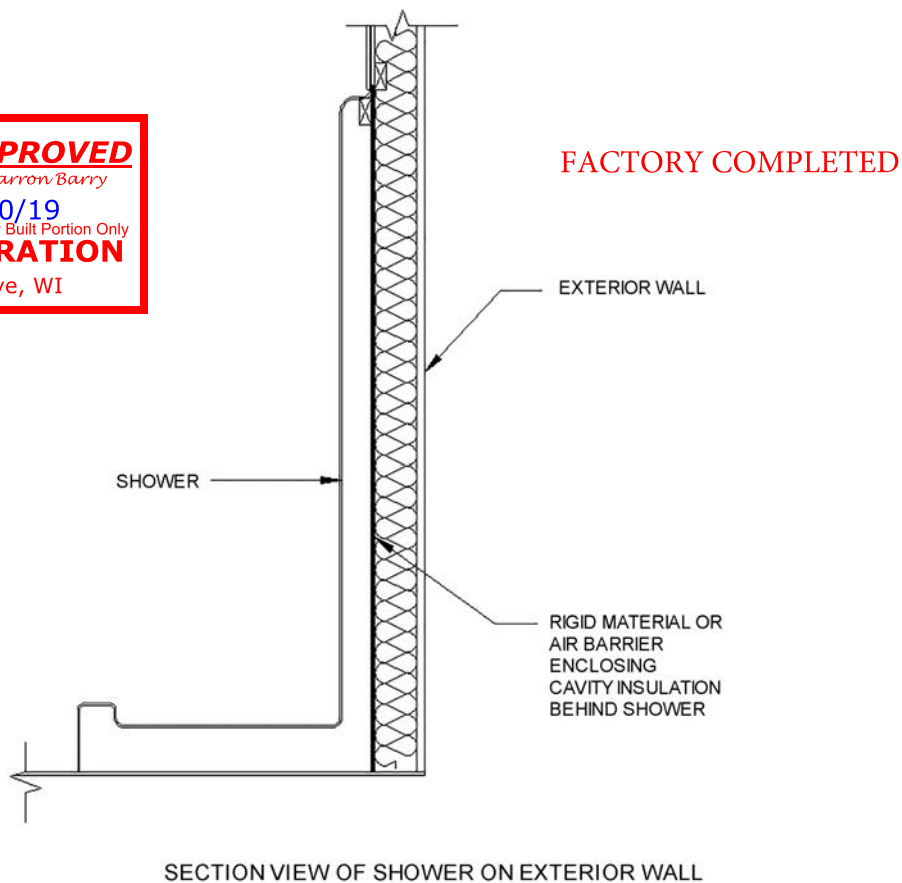 PROVED
arron Barry
0/19
Built Portion Only
RATION
ve, WI
FACTORY COMPLETED
EXTERIOR WALL
SHOWER
RIGID MATERIAL OR
AIR BARRIER
ENCLOSING
CAVITY INSULATION
BEHIND SHOWER
SECTION VIEW OF SHOWER ON EXTERIOR WALL